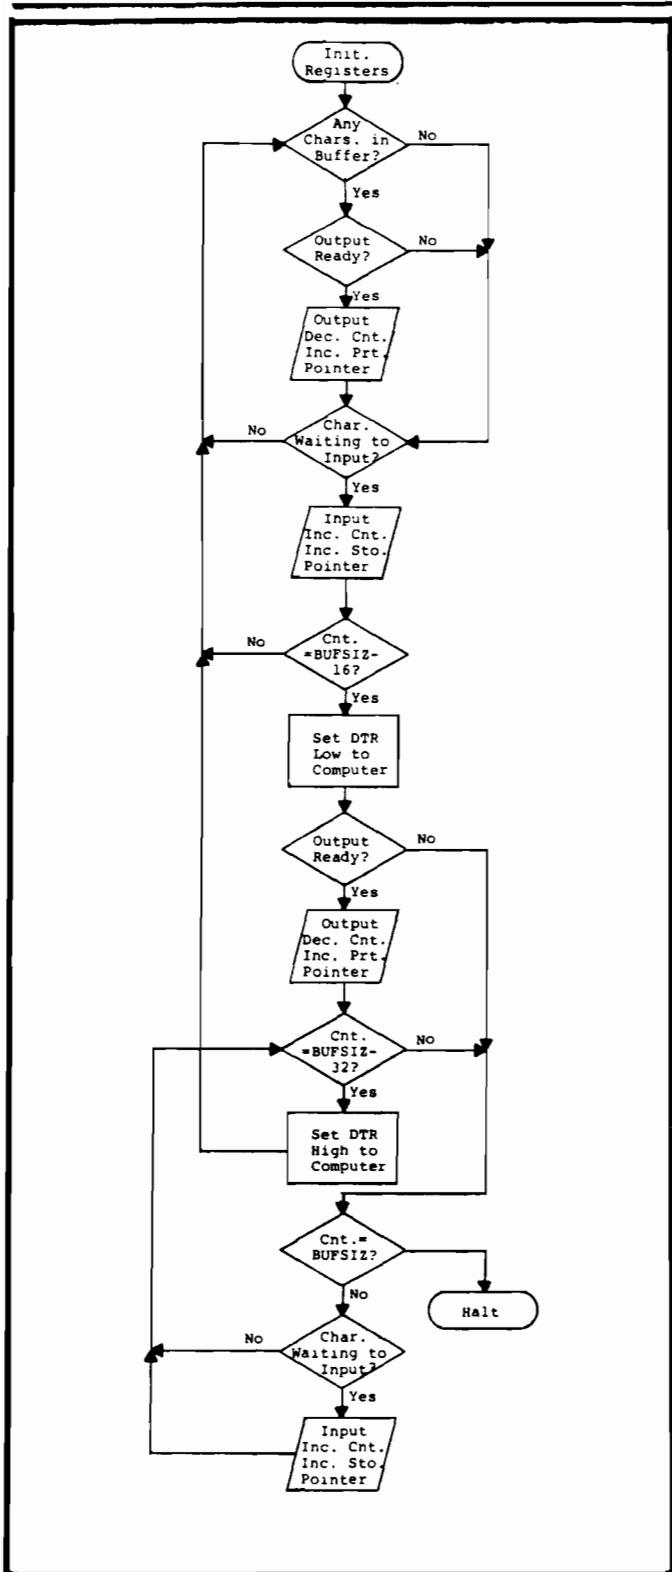 Init.
Registers
Any
Chars. in
Buffer?
No
Yes
Output
Ready?
No
Yes
Output
Dec. Cnt.
Inc. Prt.
Pointer
Char.
Waiting to
Input?
No
Yes
Input
Inc. Cnt.
Inc. Sto.
Pointer
Cnt.
=BUFSIZ-
16?
No
Yes
Set DTR
Low to
Computer
Output
Ready?
No
Yes
Output
Dec. Cnt.
Inc. Prt.
Pointer
Cnt.
=BUFSIZ-
32?
No
Yes
Set DTR
High to
Computer
Cnt.=
BUFSIZ?
No
Halt
Char.
Waiting to
Input?
No
Yes
Input
Inc. Cnt.
Inc. Sto.
Pointer